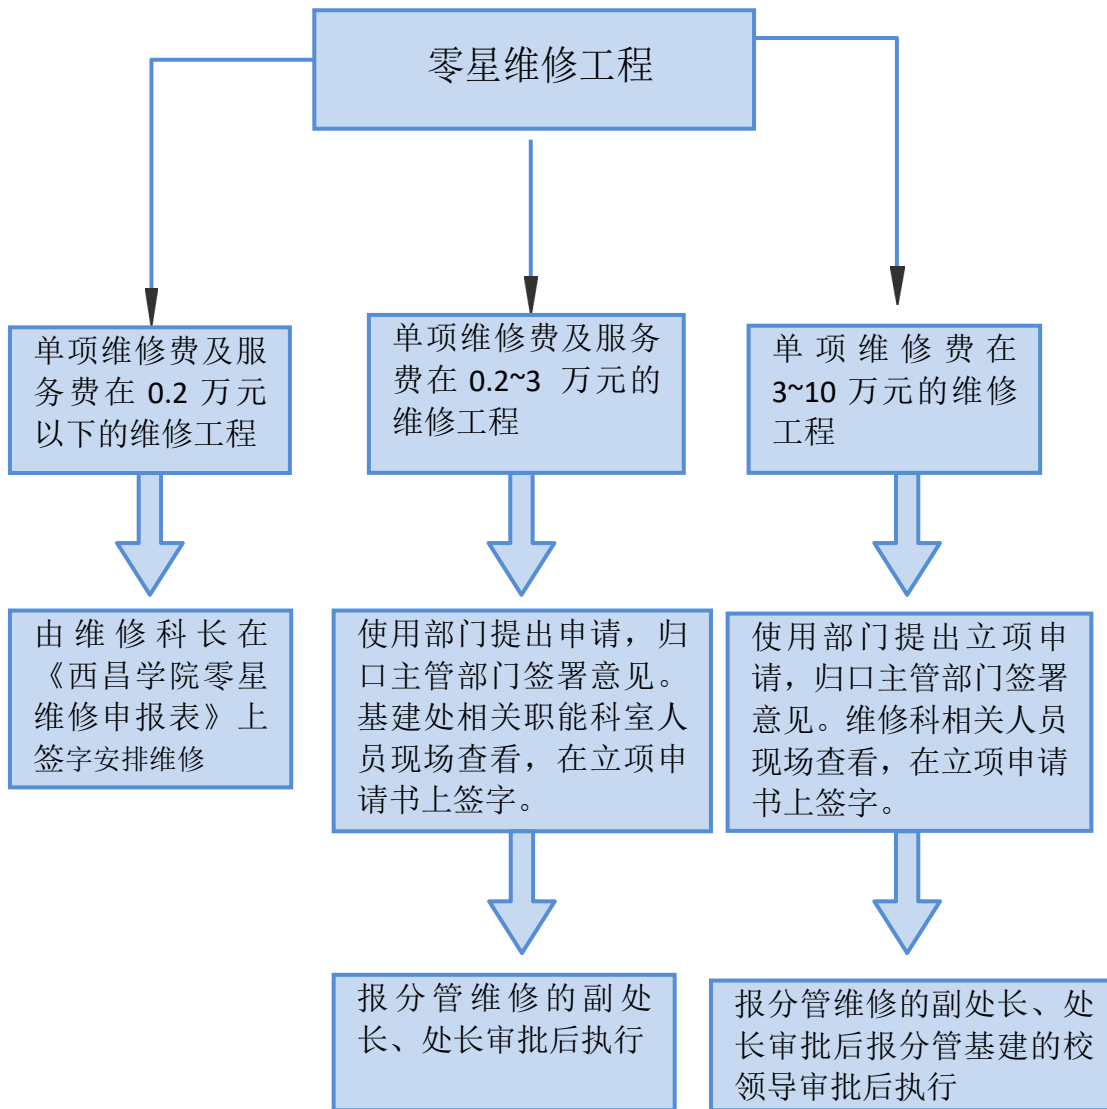 零星维修工程
单项维修费及服
务费在 0.2 万元
以下的维修工程
单项维修费及服务
费在 0.2~3 万元的
维修工程
单项维修费在
3~10 万元的维修
工程
由维修科长在
《西昌学院零星
维修申报表》上
签字安排维修
使用部门提出申请，归
口主管部门签署意见。
基建处相关职能科室人
员现场查看，在立项申
请书上签字。
使用部门提出立项申
请，归口主管部门签署
意见。维修科相关人员
现场查看，在立项申请
书上签字。
报分管维修的副处
长、处长审批后执行
报分管维修的副处长、处
长审批后报分管基建的校
领导审批后执行